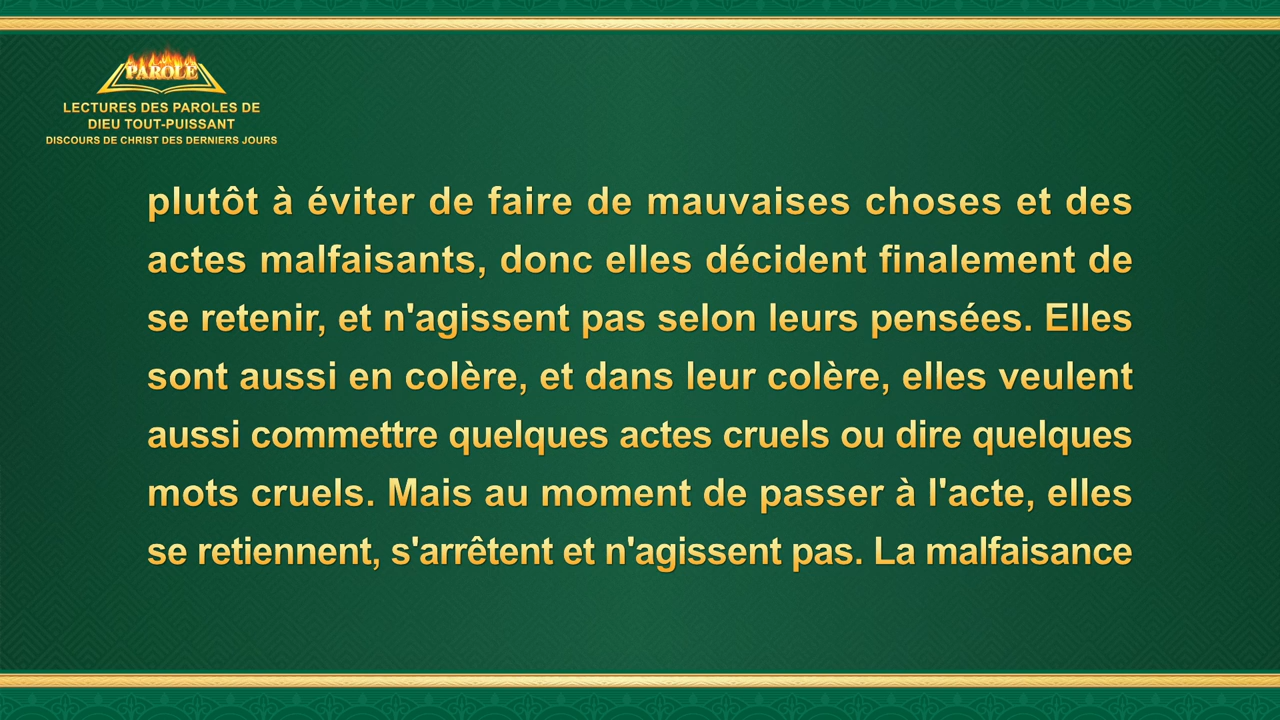 PAROLE
LECTURES DES PAROLES DE
DIEU TOUT-PUISSANT
DISCOURS DE CHRIST DES DERNIERS JOURS
plutôt à éviter de faire de mauvaises choses et des
actes malfaisants, donc elles décident finalement de
se retenir, et n'agissent pas selon leurs pensées. Elles
sont aussi en colère, et dans leur colère, elles veulent
aussi commettre quelques actes cruels ou dire quelques
mots cruels. Mais au moment de passer à l'acte, elles
se retiennent, s'arrêtent et n'agissent pas. La malfaisance